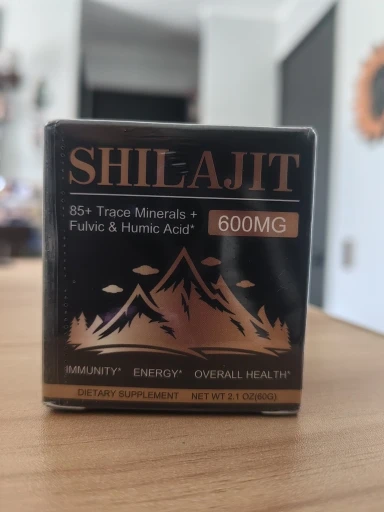 SHILAJIT
85+ Trace Minerals +
Fulvic & Humic Acid*
600MG
IMMUNITY* ENERGY* OVERALL HEALTH*
DIETARY SUPPLEMENT NET WT 2.1 OZ(60G)